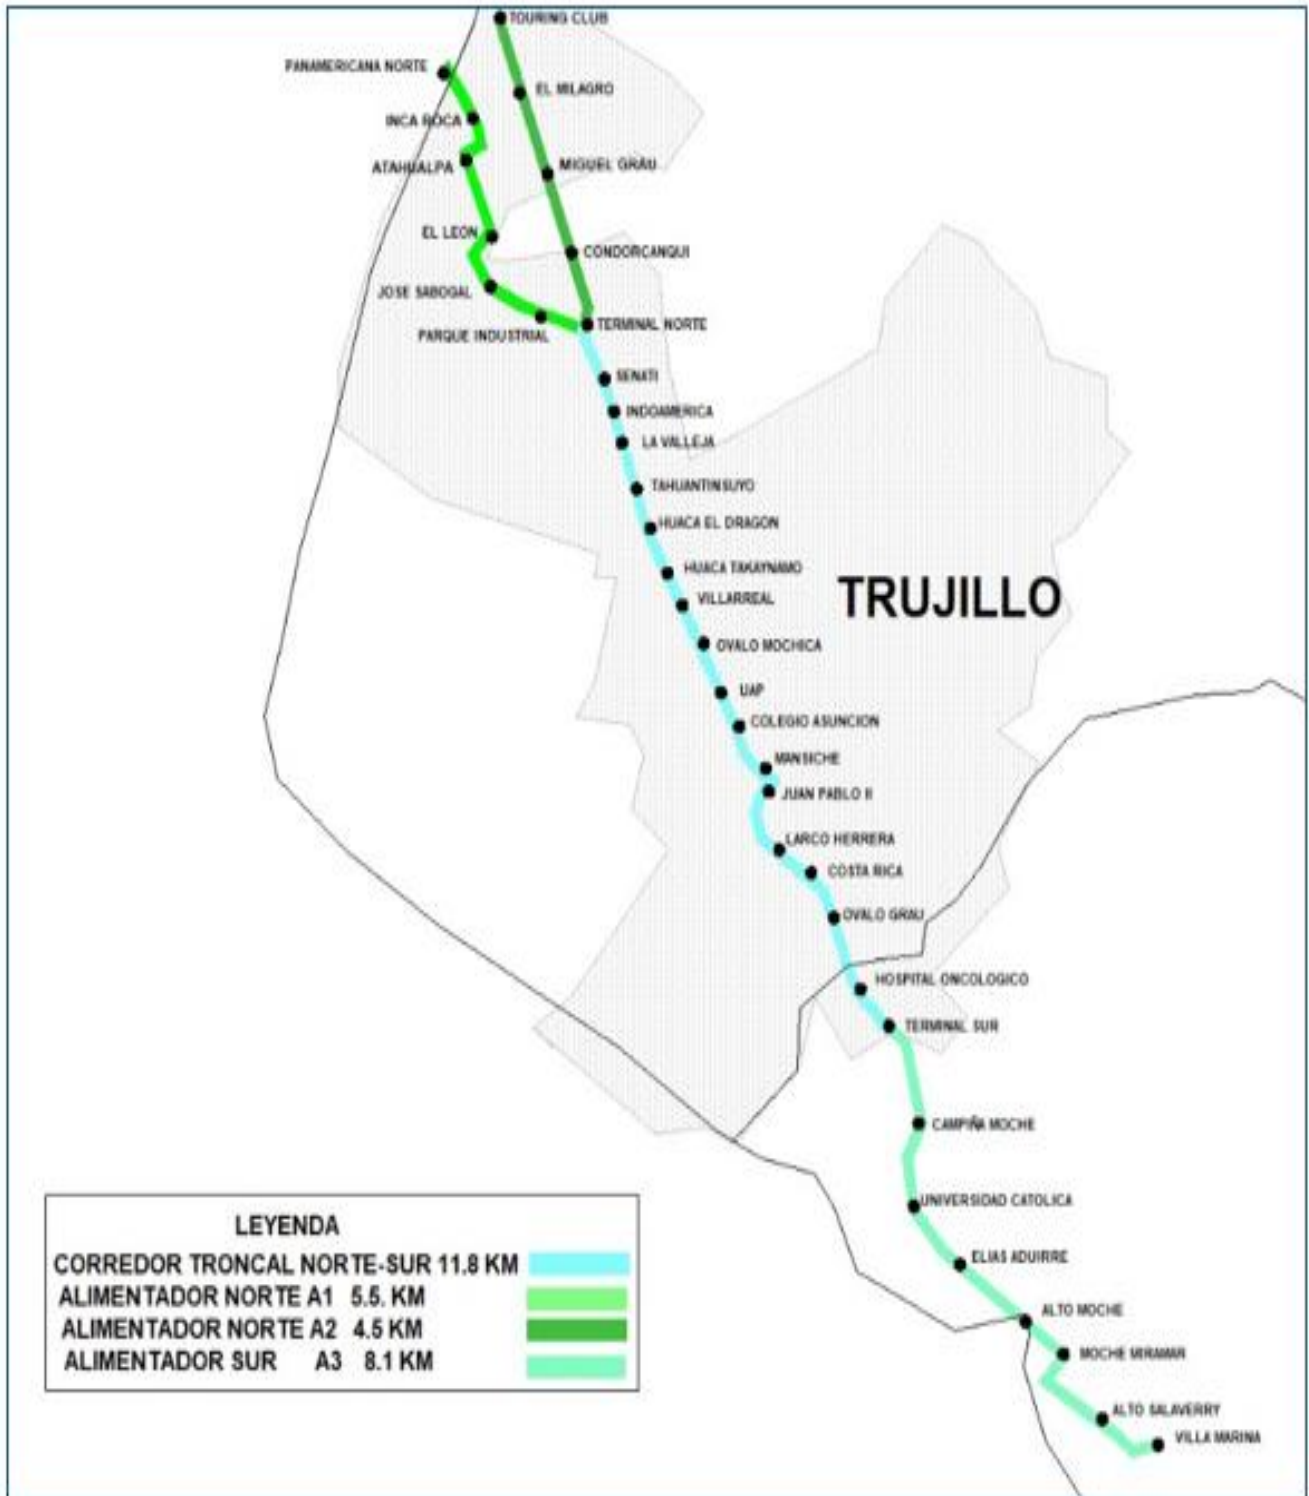 TOURING CLUB
PANAMERICANA NORTE
EL MILAGRO
INCA ROCA
ATAHUALPA
MIGUEL GRAU
EL LEON
CONDORCANQUI
JOSE SABOGAL
TERMINAL NORTE
PARQUE INDUSTRIAL
SENATI
INDOAMERICA
LA VALLEJA
TAHUANTINSUYO
HUACA EL DRAGON
HUACA TAKAYNAMO
TRUJILLO
VILLARREAL
OVALO MOCHICA
UAP
COLEGIO ASUNCION
MANSICHE
JUAN PABLO II
LARCO HERRERA
COSTA RICA
OVALO GRAU
HOSPITAL ONCOLOGICO
TERMINAL SUR
CAMPIÑA MOCHE
UNIVERSIDAD CATOLICA
ELIAS ADUIRRE
ALTO MOCHE
MOCHE MIRAMAR
ALTO SALAVERRY
VILLA MARINA
LEYENDA
CORREDOR TRONCAL NORTE-SUR 11.8 KM
ALIMENTADOR NORTE A1 5.5. KM
ALIMENTADOR NORTE A2 4.5 KM
ALIMENTADOR SUR A3 8.1 KM